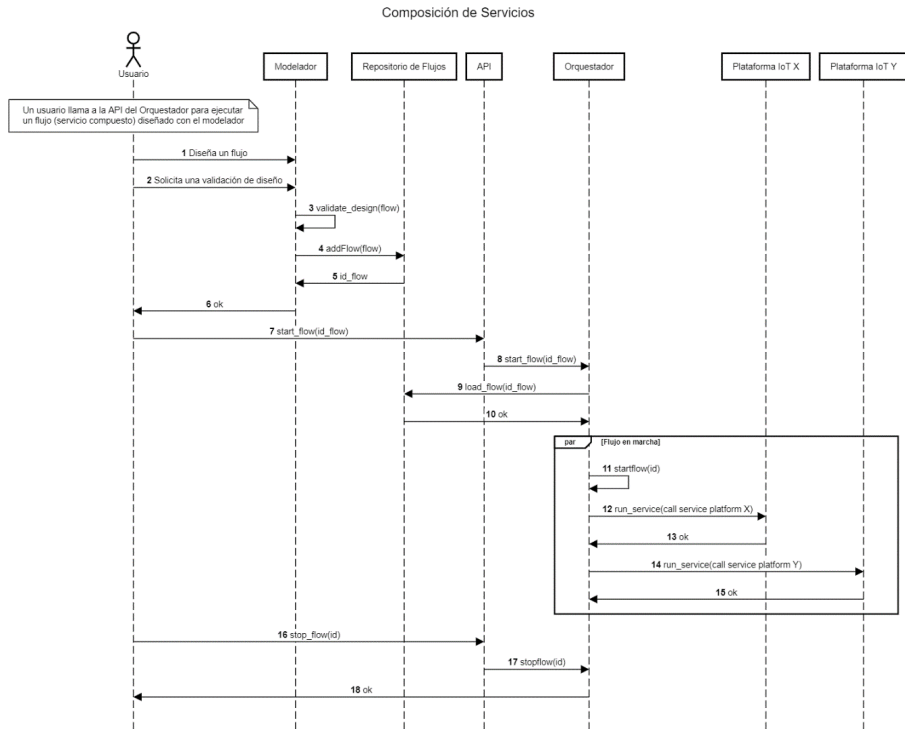 Composición de Servicios
Usuario
Modelador
Repositorio de Flujos
API
Orquestador
Plataforma IoT X
Plataforma IoT Y
Un usuario llama a la API del Orquestador para ejecutar
un flujo (servicio compuesto) diseñado con el modelador
1 Diseña un flujo
2 Solicita una validación de diseño
3 validate_design(flow)
4 addFlow(flow)
5 id_flow
6 ok
7 start_flow(id_flow)
8 start_flow(id_flow)
9 load_flow(id_flow)
10 ok
par [Flujo en marcha]
11 startflow(id)
12 run_service(call service platform X)
13 ok
14 run_service(call service platform Y)
15 ok
16 stop_flow(id)
17 stopflow(id)
18 ok